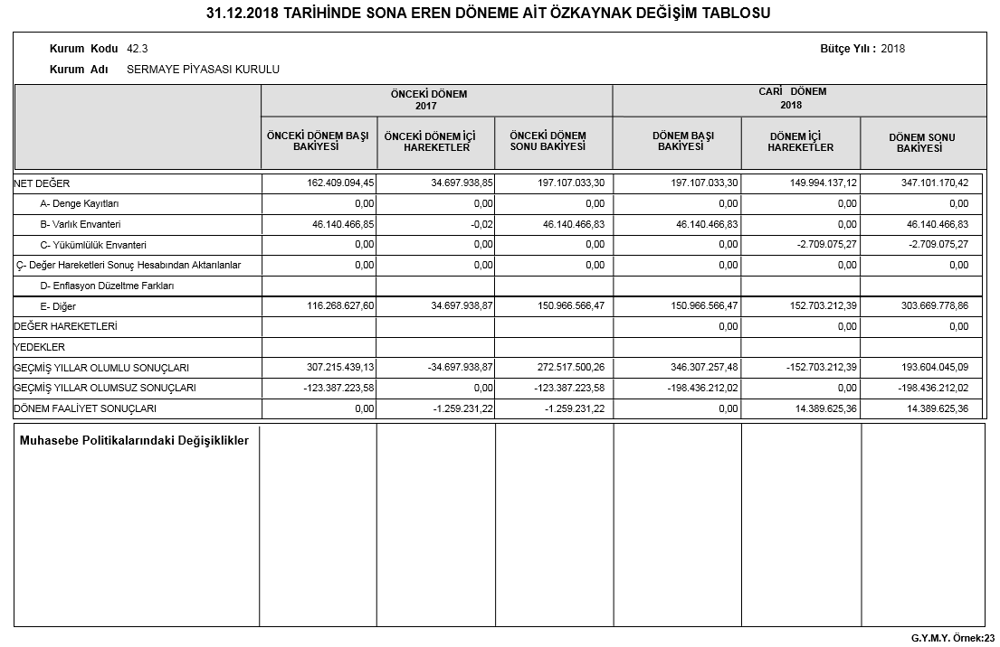 31.12.2018 TARİHİNDE SONA EREN DÖNEME AİT ÖZKAYNAK DEĞİŞİM TABLOSU
Kurum Kodu 42.3 Bütçe Yılı : 2018
Kurum Adı SERMAYE PİYASASI KURULU
ÖNCEKİ DÖNEM CARİ DÖNEM
2017 2018
ÖNCEKİ DÖNEM BAŞI ÖNCEKİ DÖNEM İÇİ ÖNCEKİ DÖNEM DÖNEM BAŞI DÖNEM İÇİ DÖNEM SONU
BAKİYESİ HAREKETLER SONU BAKİYESİ BAKİYESİ HAREKETLER BAKİYESİ
NET DEĞER 162.409.094,45 34.697.938,85 197.107.033,30 197.107.033,30 149.994.137,12 347.101.170,42
A- Denge Kayıtları 0,00 0,00 0,00 0,00 0,00 0,00
B- Varlık Envanteri 46.140.466,85 -0,02 46.140.466,83 46.140.466,83 0,00 46.140.466,83
C- Yükümlülük Envanteri 0,00 0,00 0,00 0,00 -2.709.075,27 -2.709.075,27
Ç- Değer Hareketleri Sonuç Hesabından Aktarılanlar 0,00 0,00 0,00 0,00 0,00 0,00
D- Enflasyon Düzeltme Farkları
E- Diğer 116.268.627,60 34.697.938,87 150.966.566,47 150.966.566,47 152.703.212,39 303.669.778,86
DEĞER HAREKETLERİ 0,00 0,00 0,00
YEDEKLER
GEÇMİŞ YILLAR OLUMLU SONUÇLARI 307.215.439,13 -34.697.938,87 272.517.500,26 346.307.257,48 -152.703.212,39 193.604.045,09
GEÇMİŞ YILLAR OLUMSUZ SONUÇLARI -123.387.223,58 0,00 -123.387.223,58 -198.436.212,02 0,00 -198.436.212,02
DÖNEM FAALİYET SONUÇLARI 0,00 -1.259.231,22 -1.259.231,22 0,00 14.389.625,36 14.389.625,36
Muhasebe Politikalarındaki Değişiklikler
G.Y.M.Y. Örnek:23